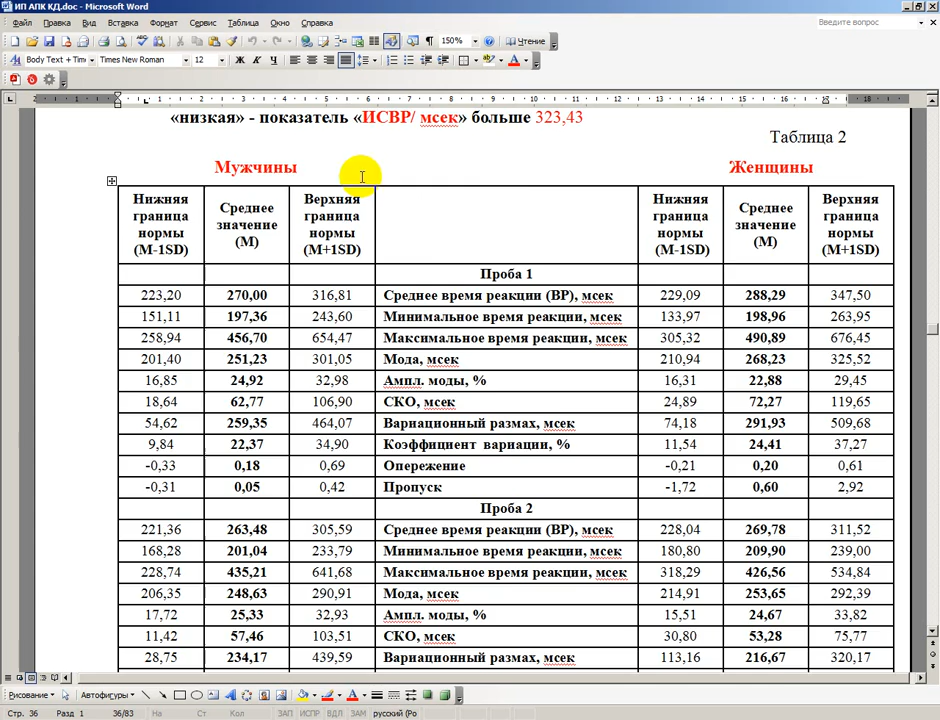 ИП АПК КД.doc - Microsoft Word
Файл Правка Вид Вставка Формат Сервис Таблица Окно Справка
Введите вопрос
150% Чтение
Body Text + Tim Times New Roman 12 Ж К Ч
«низкая» - показатель «ИСВР/ мсек» больше 323,43
Таблица 2
Мужчины Женщины
Нижняя граница нормы (M-1SD) Среднее значение (M) Верхняя граница нормы (M+1SD) Нижняя граница нормы (M-1SD) Среднее значение (M) Верхняя граница нормы (M+1SD)
Проба 1
223,20 270,00 316,81 Среднее время реакции (ВР), мсек 229,09 288,29 347,50
151,11 197,36 243,60 Минимальное время реакции, мсек 133,97 198,96 263,95
258,94 456,70 654,47 Максимальное время реакции, мсек 305,32 490,89 676,45
201,40 251,23 301,05 Мода, мсек 210,94 268,23 325,52
16,85 24,92 32,98 Ампл. моды, % 16,31 22,88 29,45
18,64 62,77 106,90 СКО, мсек 24,89 72,27 119,65
54,62 259,35 464,07 Вариационный размах, мсек 74,18 291,93 509,68
9,84 22,37 34,90 Коэффициент вариации, % 11,54 24,41 37,27
-0,33 0,18 0,69 Опережение -0,21 0,20 0,61
-0,31 0,05 0,42 Пропуск -1,72 0,60 2,92
Проба 2
221,36 263,48 305,59 Среднее время реакции (ВР), мсек 228,04 269,78 311,52
168,28 201,04 233,79 Минимальное время реакции, мсек 180,80 209,90 239,00
228,74 435,21 641,68 Максимальное время реакции, мсек 318,29 426,56 534,84
206,35 248,63 290,91 Мода, мсек 214,91 253,65 292,39
17,72 25,33 32,93 Ампл. моды, % 15,51 24,67 33,82
11,42 57,46 103,51 СКО, мсек 30,80 53,28 75,77
28,75 234,17 439,59 Вариационный размах, мсек 113,16 216,67 320,17
Рисование Автофигуры
Стр. 36 Разд 1 36/83 На Ст Кол ЗАП ИСПР ВДЛ ЗАМ русский (Ро